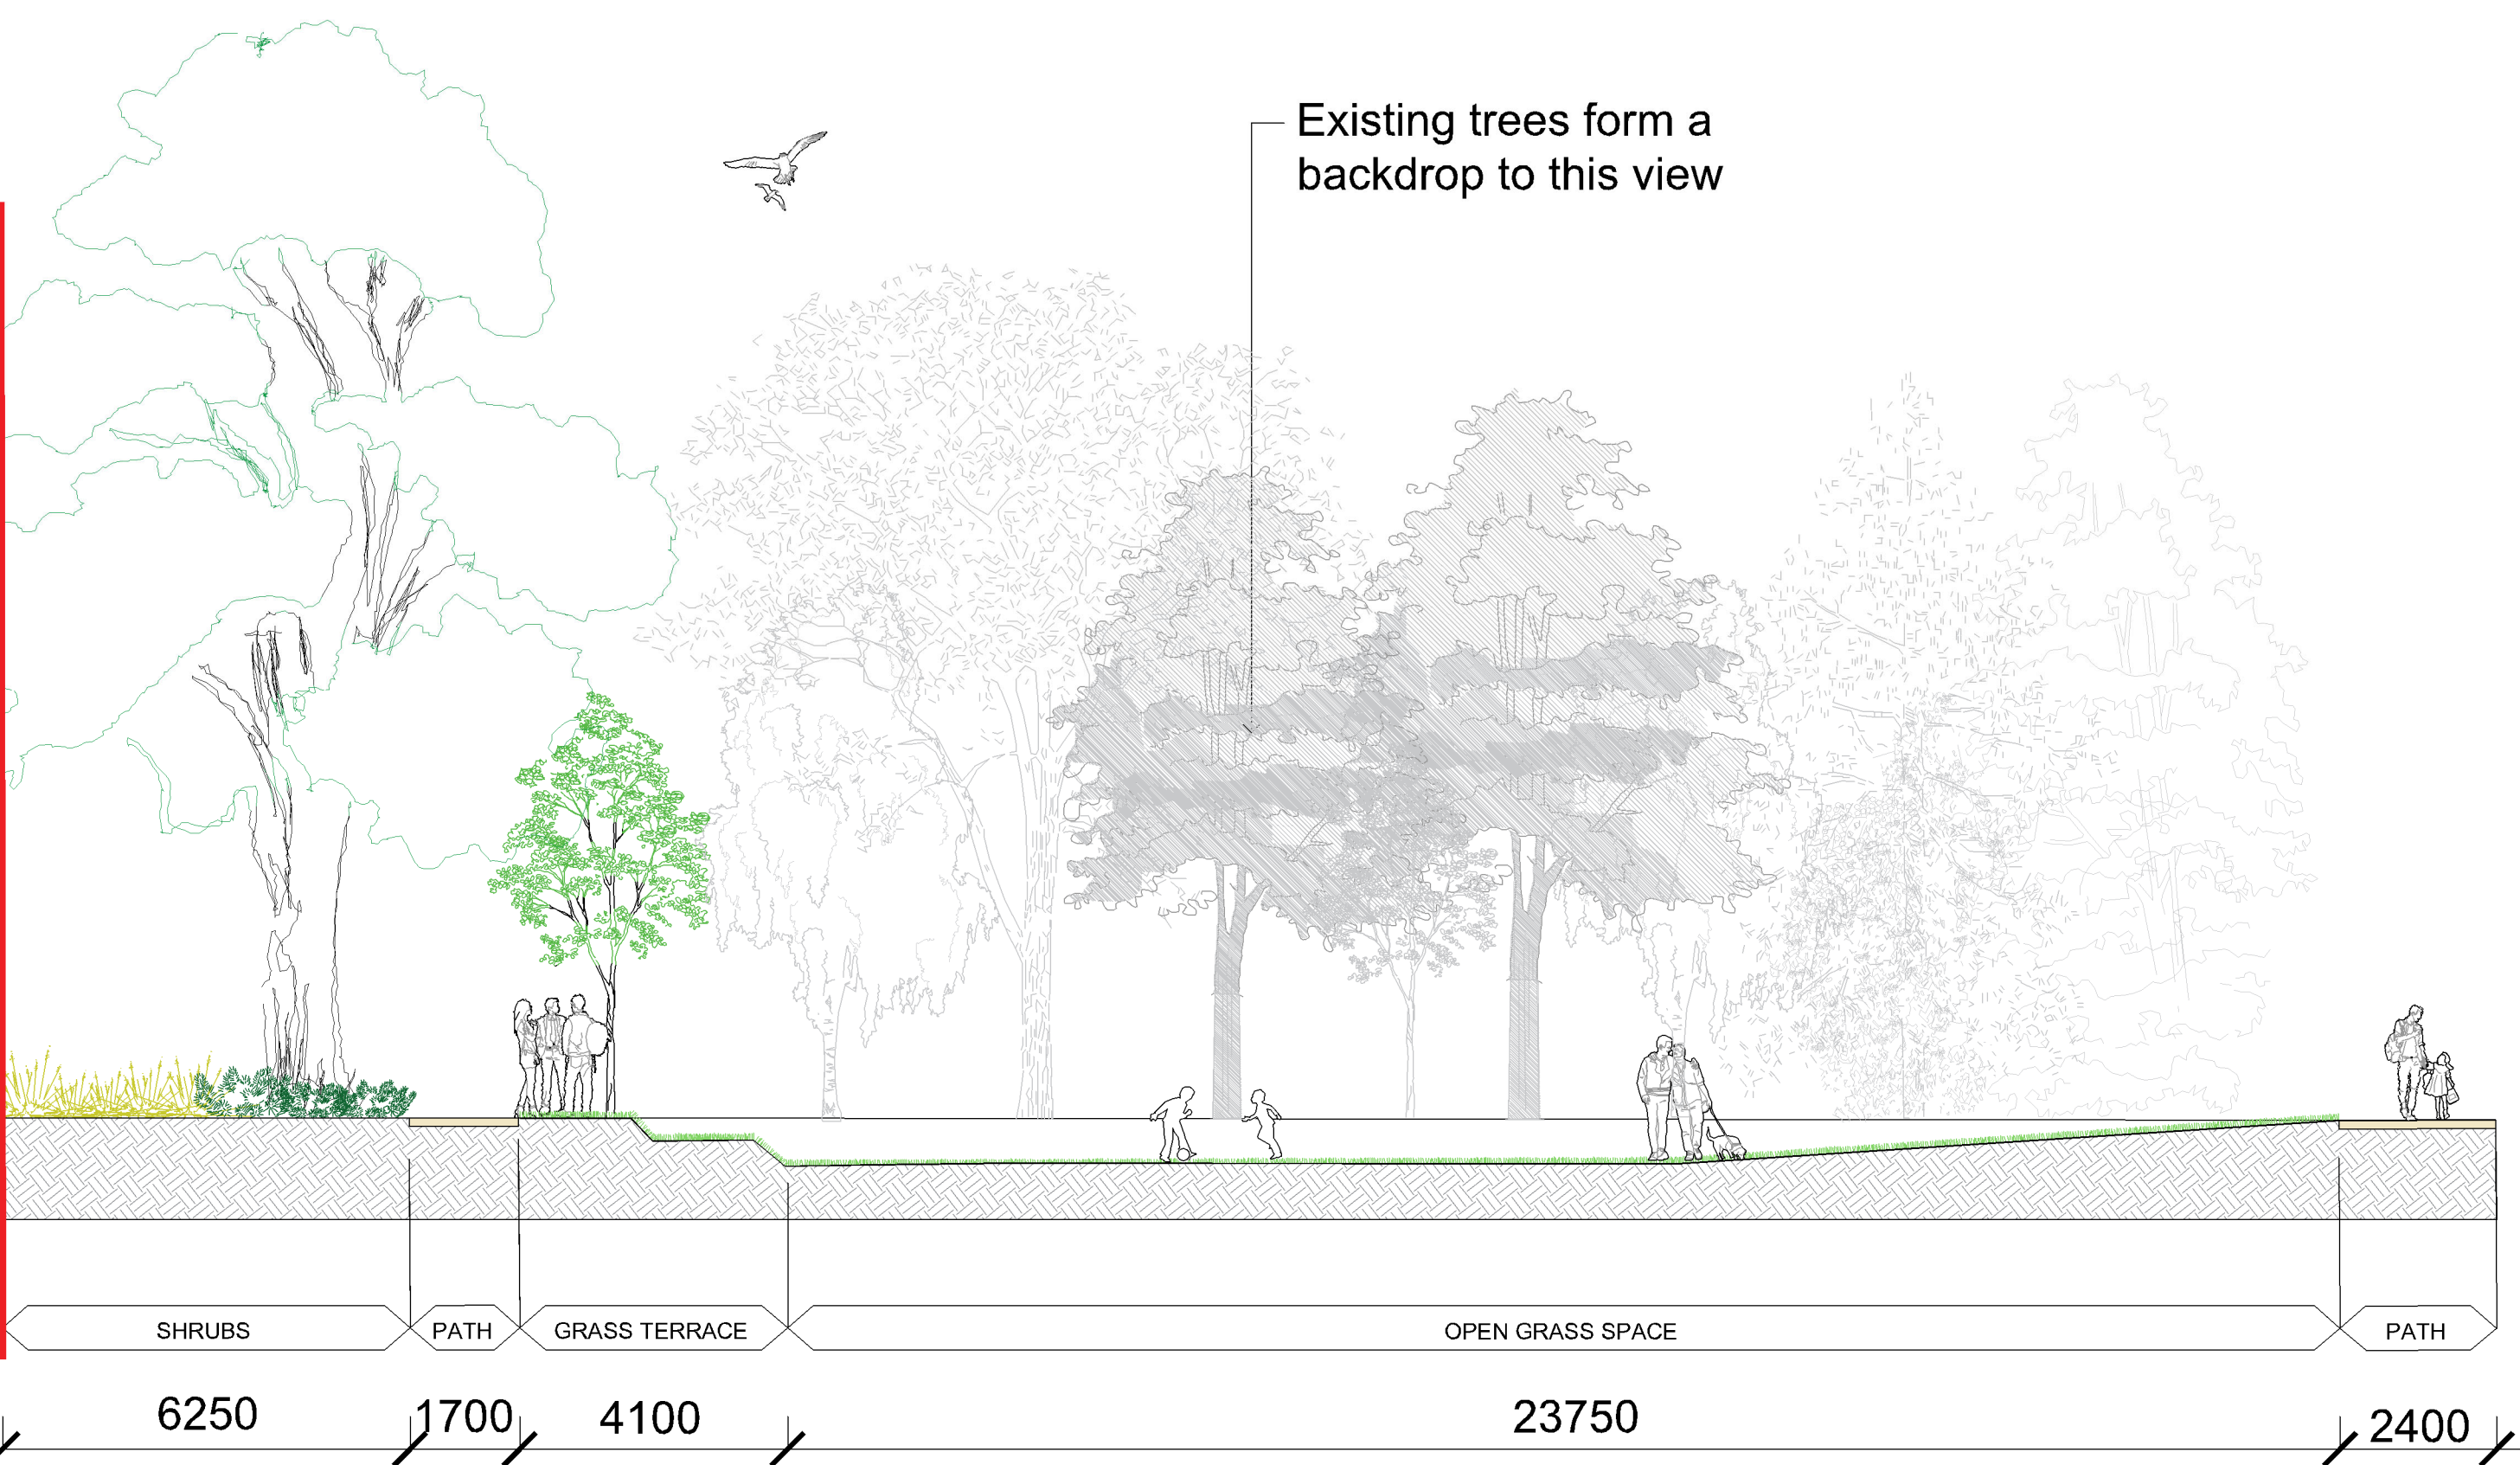 Existing trees form a
backdrop to this view
SHRUBS
PATH
GRASS TERRACE
OPEN GRASS SPACE
PATH
6250
1700
4100
23750
2400